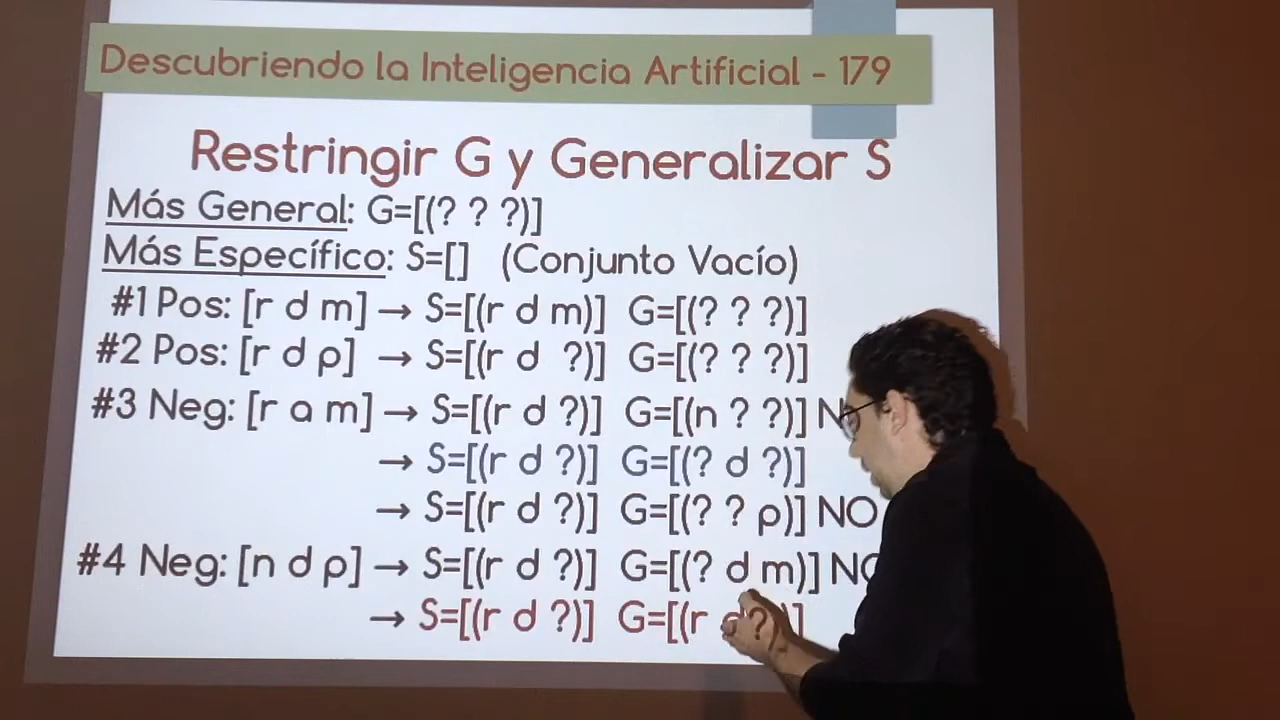 Descubriendo la Inteligencia Artificial - 179
Restringir G y Generalizar S
Más General: G=[(? ? ?)]
Más Específico: S=[] (Conjunto Vacío)
#1 Pos: [r d m] → S=[(r d m)] G=[(? ? ?)]
#2 Pos: [r d p] → S=[(r d ?)] G=[(? ? ?)]
#3 Neg: [r a m] → S=[(r d ?)] G=[(n ? ?)]
→ S=[(r d ?)] G=[(? d ?)]
→ S=[(r d ?)] G=[(? ? p)] NO
#4 Neg: [n d p] → S=[(r d ?)] G=[(? d m)] NO
→ S=[(r d ?)] G=[(r d ?)]